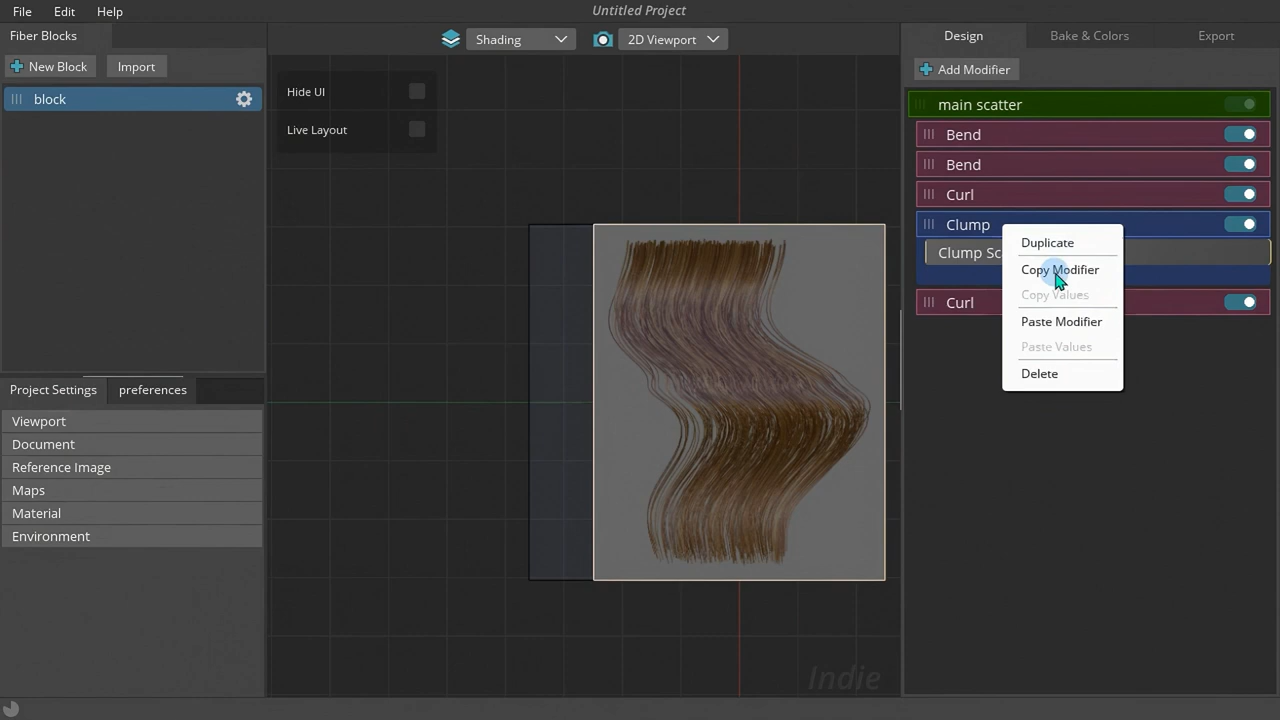 File Edit Help
Untitled Project
Fiber Blocks
Shading
2D Viewport
Design
Bake & Colors
Export
New Block
Import
Add Modifier
block
Hide UI
Live Layout
main scatter
Bend
Bend
Curl
Clump
Clump Sc
Curl
Duplicate
Copy Modifier
Copy Values
Paste Modifier
Paste Values
Delete
Project Settings
preferences
Viewport
Document
Reference Image
Maps
Material
Environment
Indie